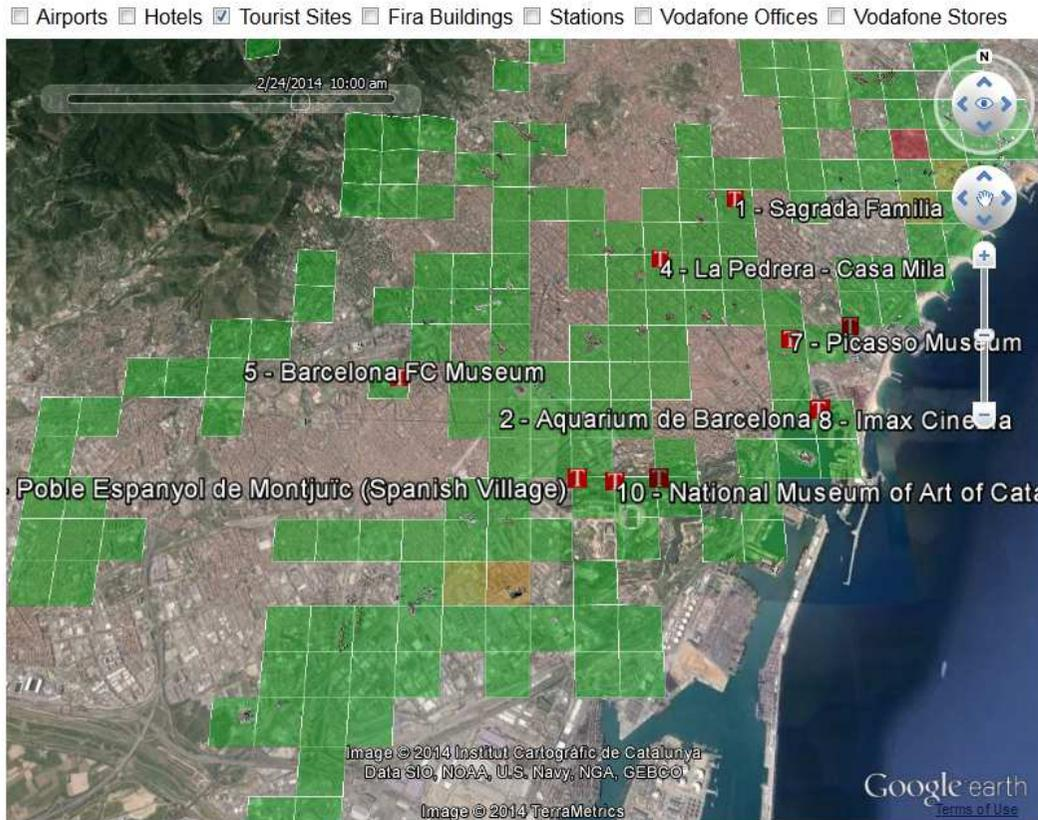 Airports Hotels Tourist Sites Fira Buildings Stations Vodafone Offices Vodafone Stores
2/24/2014 10:00 am
N
1 - Sagrada Familia
4 - La Pedrera - Casa Mila
7 - Picasso Museum
5 - Barcelona FC Museum
2 - Aquarium de Barcelona 8 - Imax Cinema
Poble Espanyol de Montjuïc (Spanish Village) 10 - National Museum of Art of Cata
Image © 2014 Institut Cartogràfic de Catalunya
Data SIO, NOAA, U.S. Navy, NGA, GEBCO
Image © 2014 TerraMetrics
Google earth
Terms of Use